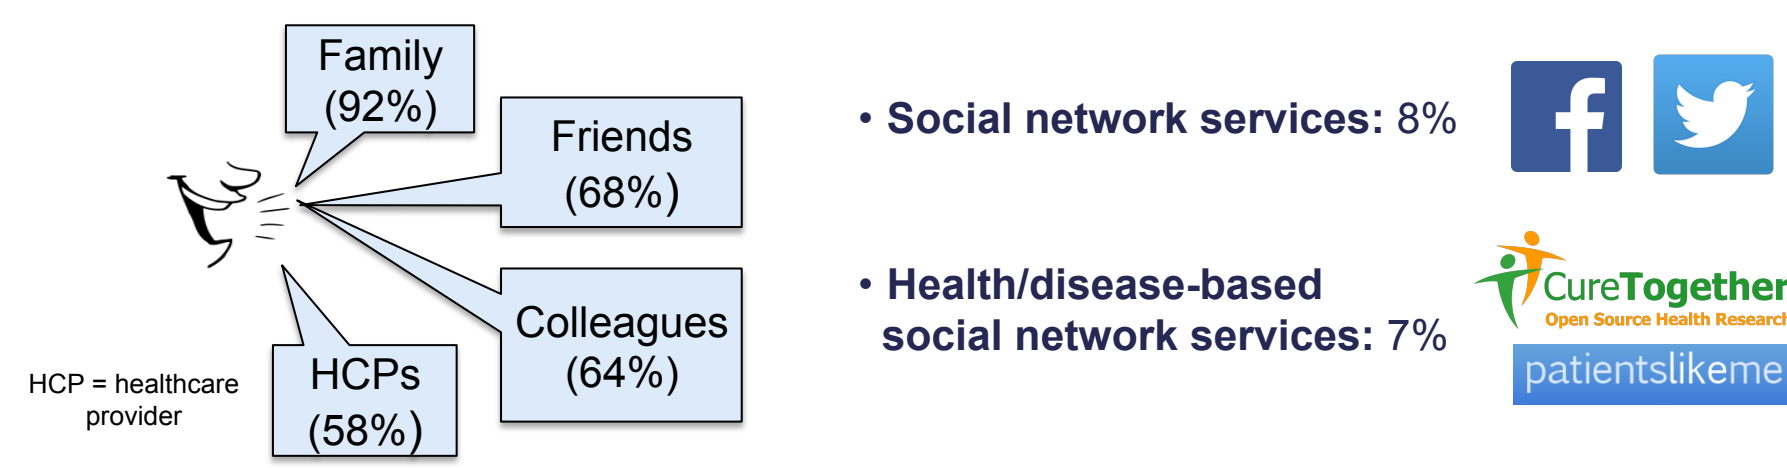 Family
(92%)
Friends
(68%)
Colleagues
(64%)
HCPs
(58%)
HCP = healthcare
provider
• Social network services: 8%
• Health/disease-based
social network services: 7%
f
CureTogether
Open Source Health Research
patientslikeme